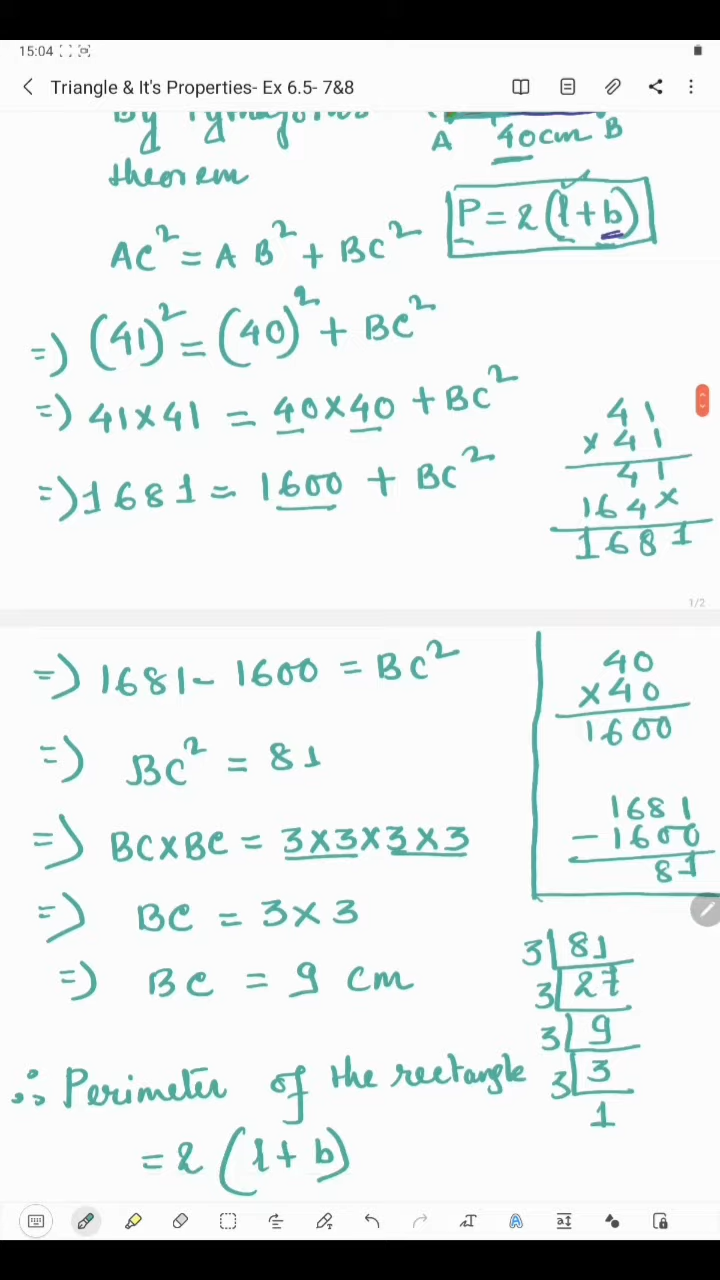 15:04
Triangle & It's Properties- Ex 6.5- 7&8
By
theorem
A 40cm B
P = 2(l+b)
AC² = AB² + BC²
=) (41)² = (40)² + BC²
=) 41×41 = 40×40 + BC²
=) 1681 = 1600 + BC²
41
× 41
41
164×
1681
1/2
=) 1681 - 1600 = BC²
=) BC² = 81
=) BC×BC = 3×3×3×3
=) BC = 3×3
=) BC = 9 cm
40
×40
1600
1681
- 1600
81
3 81
3 27
3 9
3 3
1
∴ Perimeter of the rectangle
= 2 (l+ b)